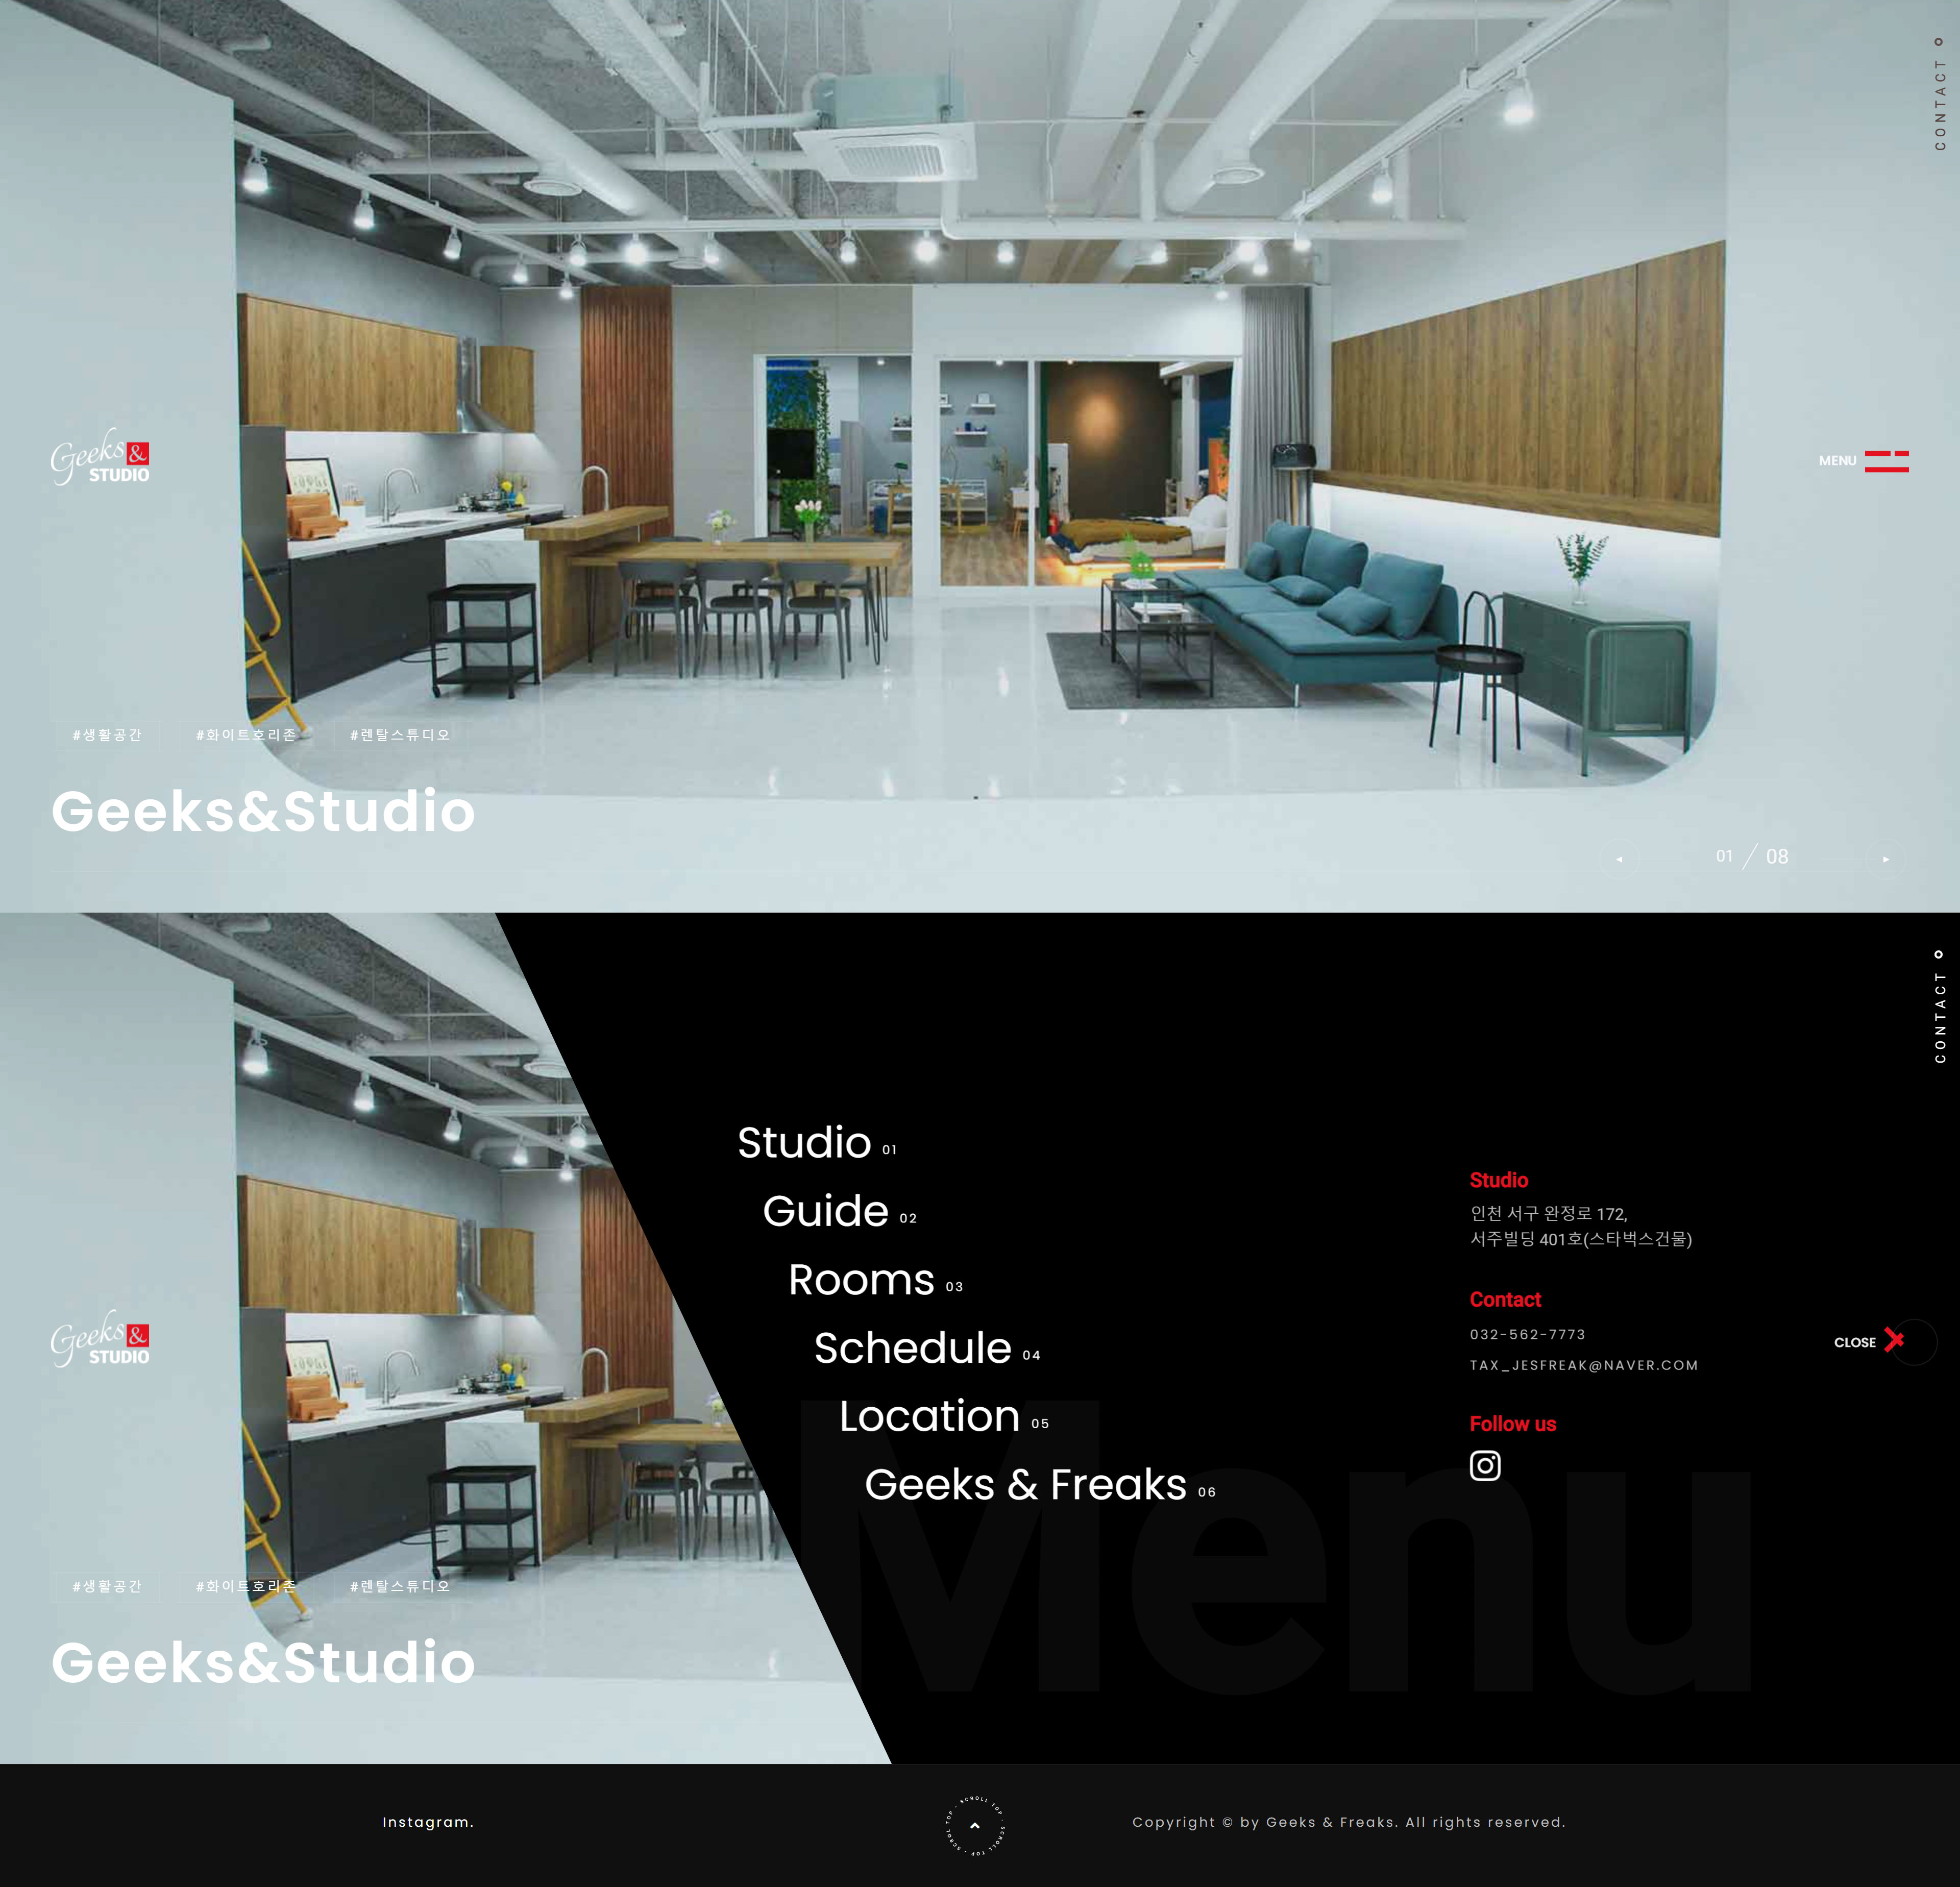 CONTACT
Geeks &
STUDIO
MENU
#생활공간 #화이트호리존 #렌탈스튜디오
Geeks&Studio
01 / 08
CONTACT
Studio 01
Guide 02
Rooms 03
Schedule 04
Location 05
Geeks & Freaks 06
Studio
인천 서구 완정로 172,
서주빌딩 401호(스타벅스건물)
Contact
032-562-7773
TAX_JESFREAK@NAVER.COM
Follow us
CLOSE
Menu
Geeks &
STUDIO
#생활공간 #화이트호리존 #렌탈스튜디오
Geeks&Studio
Instagram.
SCROLL TOP - SCROLL TOP - SCROLL TOP -
Copyright © by Geeks & Freaks. All rights reserved.